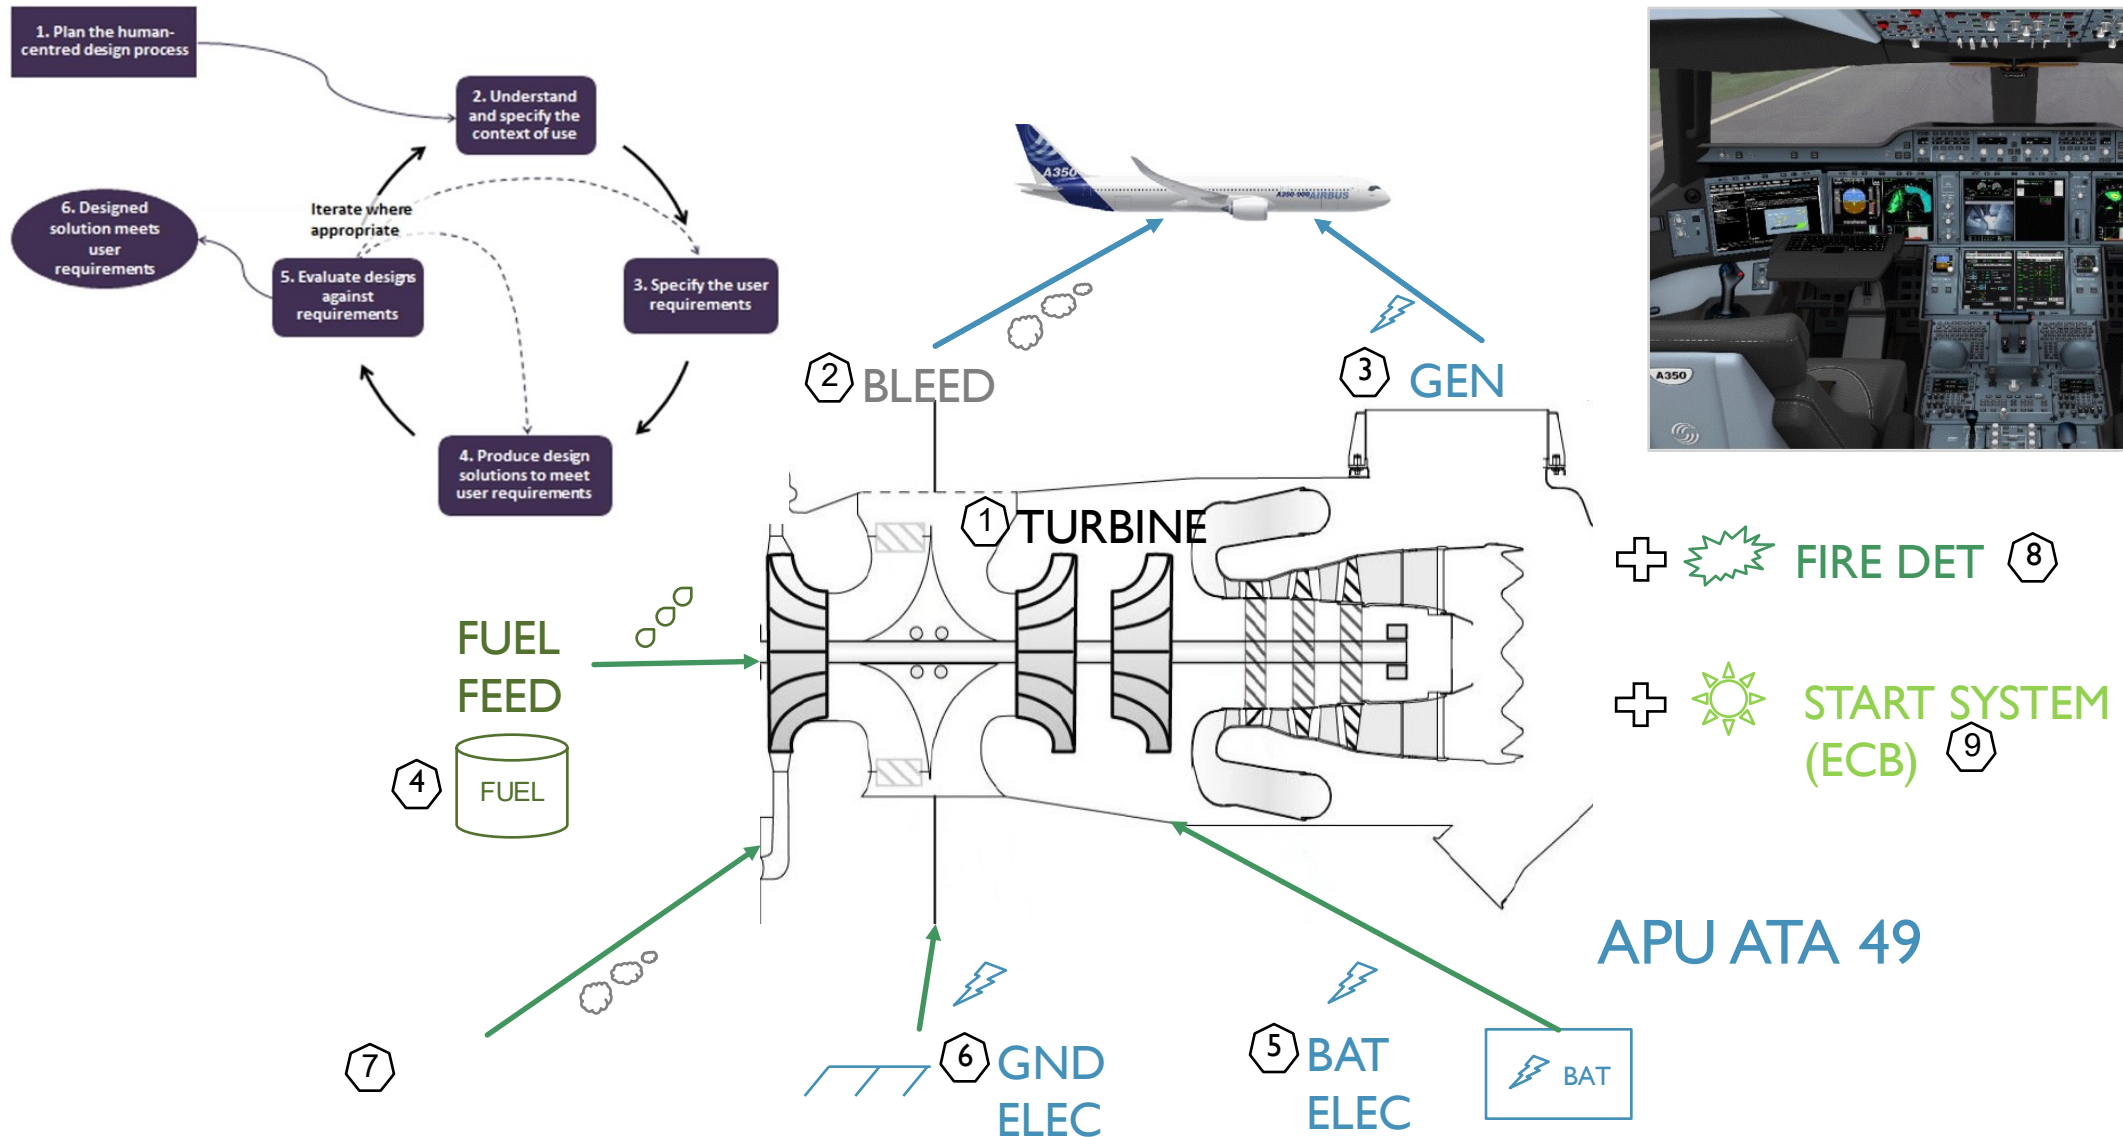 1. Plan the human-
centred design process
2. Understand
and specify the
context of use
Iterate where
appropriate
6. Designed
solution meets
user
requirements
5. Evaluate designs
against
requirements
3. Specify the user
requirements
4. Produce design
solutions to meet
user requirements
A350
A350-900 AIRBUS
2 BLEED
3 GEN
A350
1 TURBINE
FIRE DET 8
FUEL
FEED
START SYSTEM
(ECB) 9
4 FUEL
APU ATA 49
7
6 GND
ELEC
5 BAT
ELEC
BAT